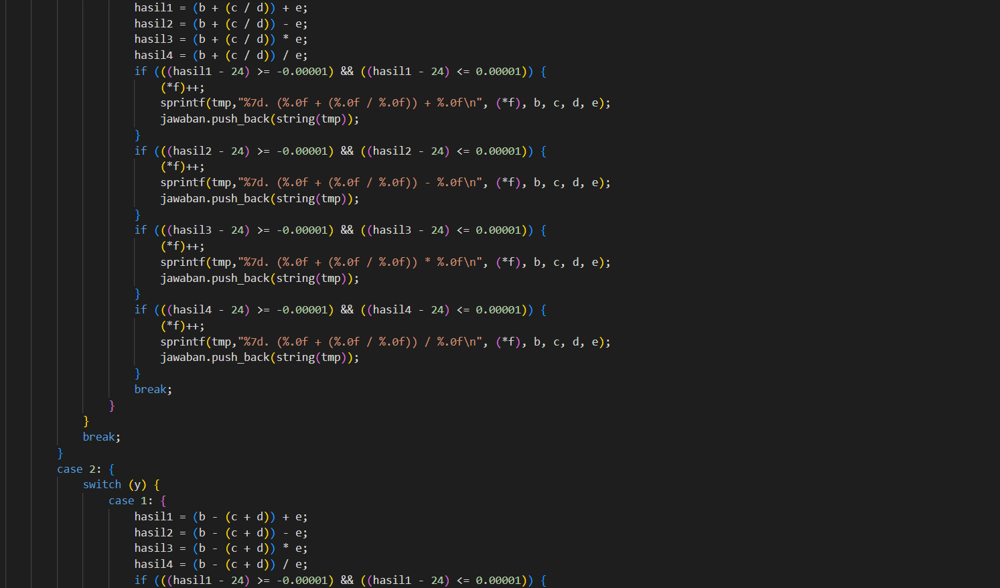 hasil1 = (b + (c / d)) + e;
hasil2 = (b + (c / d)) - e;
hasil3 = (b + (c / d)) * e;
hasil4 = (b + (c / d)) / e;
if (((hasil1 - 24) >= -0.00001) && ((hasil1 - 24) <= 0.00001)) {
(*f)++;
sprintf(tmp,"%7d. (%.0f + (%.0f / %.0f)) + %.0f\n", (*f), b, c, d, e);
jawaban.push_back(string(tmp));
}
if (((hasil2 - 24) >= -0.00001) && ((hasil2 - 24) <= 0.00001)) {
(*f)++;
sprintf(tmp,"%7d. (%.0f + (%.0f / %.0f)) - %.0f\n", (*f), b, c, d, e);
jawaban.push_back(string(tmp));
}
if (((hasil3 - 24) >= -0.00001) && ((hasil3 - 24) <= 0.00001)) {
(*f)++;
sprintf(tmp,"%7d. (%.0f + (%.0f / %.0f)) * %.0f\n", (*f), b, c, d, e);
jawaban.push_back(string(tmp));
}
if (((hasil4 - 24) >= -0.00001) && ((hasil4 - 24) <= 0.00001)) {
(*f)++;
sprintf(tmp,"%7d. (%.0f + (%.0f / %.0f)) / %.0f\n", (*f), b, c, d, e);
jawaban.push_back(string(tmp));
}
break;
}
}
break;
}
case 2: {
switch (y) {
case 1: {
hasil1 = (b - (c + d)) + e;
hasil2 = (b - (c + d)) - e;
hasil3 = (b - (c + d)) * e;
hasil4 = (b - (c + d)) / e;
if (((hasil1 - 24) >= -0.00001) && ((hasil1 - 24) <= 0.00001)) {